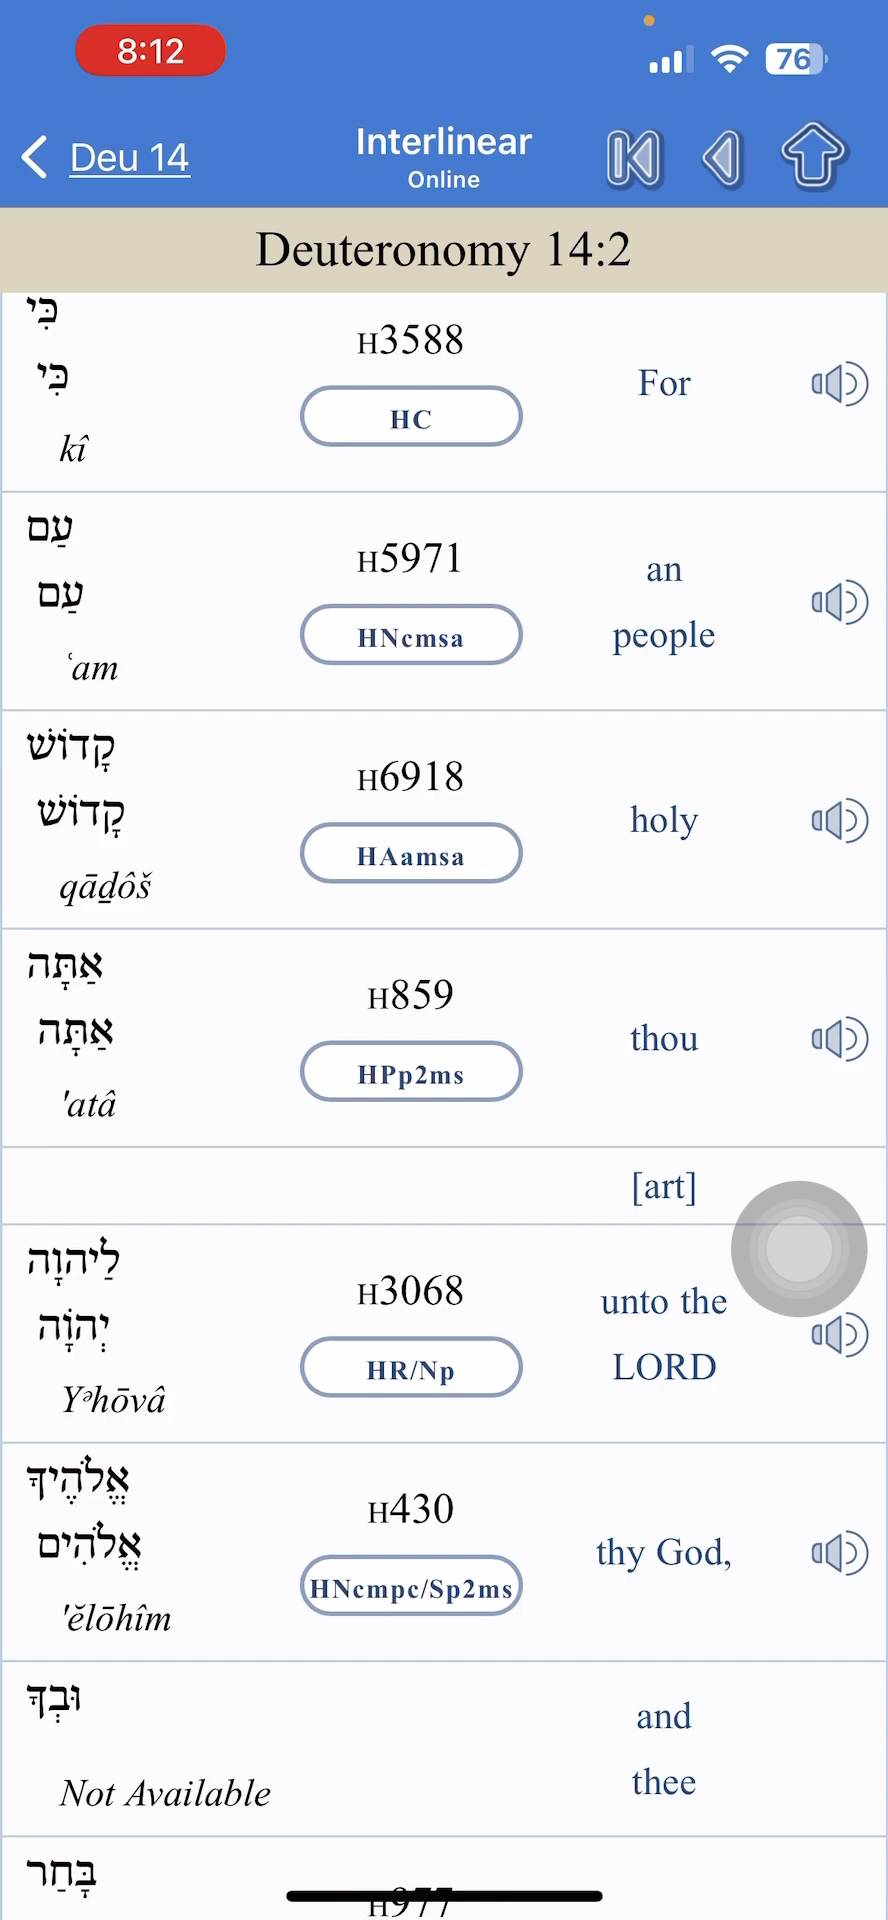 8:12
76
Deu 14
Interlinear
Online
Deuteronomy 14:2
כִּי
כִּי
kî
H3588
HC
For
עַם
עַם
ʿam
H5971
HNcmsa
an
people
קָדוֹשׁ
קָדוֹשׁ
qāḏôš
H6918
HAamsa
holy
אַתָּה
אַתָּה
'atâ
H859
HPp2ms
thou
[art]
לַיהוָה
יְהֹוָה
Yᵊhōvâ
H3068
HR/Np
unto the
LORD
אֱלֹהֶיךָ
אֱלֹהִים
'ĕlōhîm
H430
HNcmpc/Sp2ms
thy God,
וּבְךָ
Not Available
and
thee
בָּחַר
H977